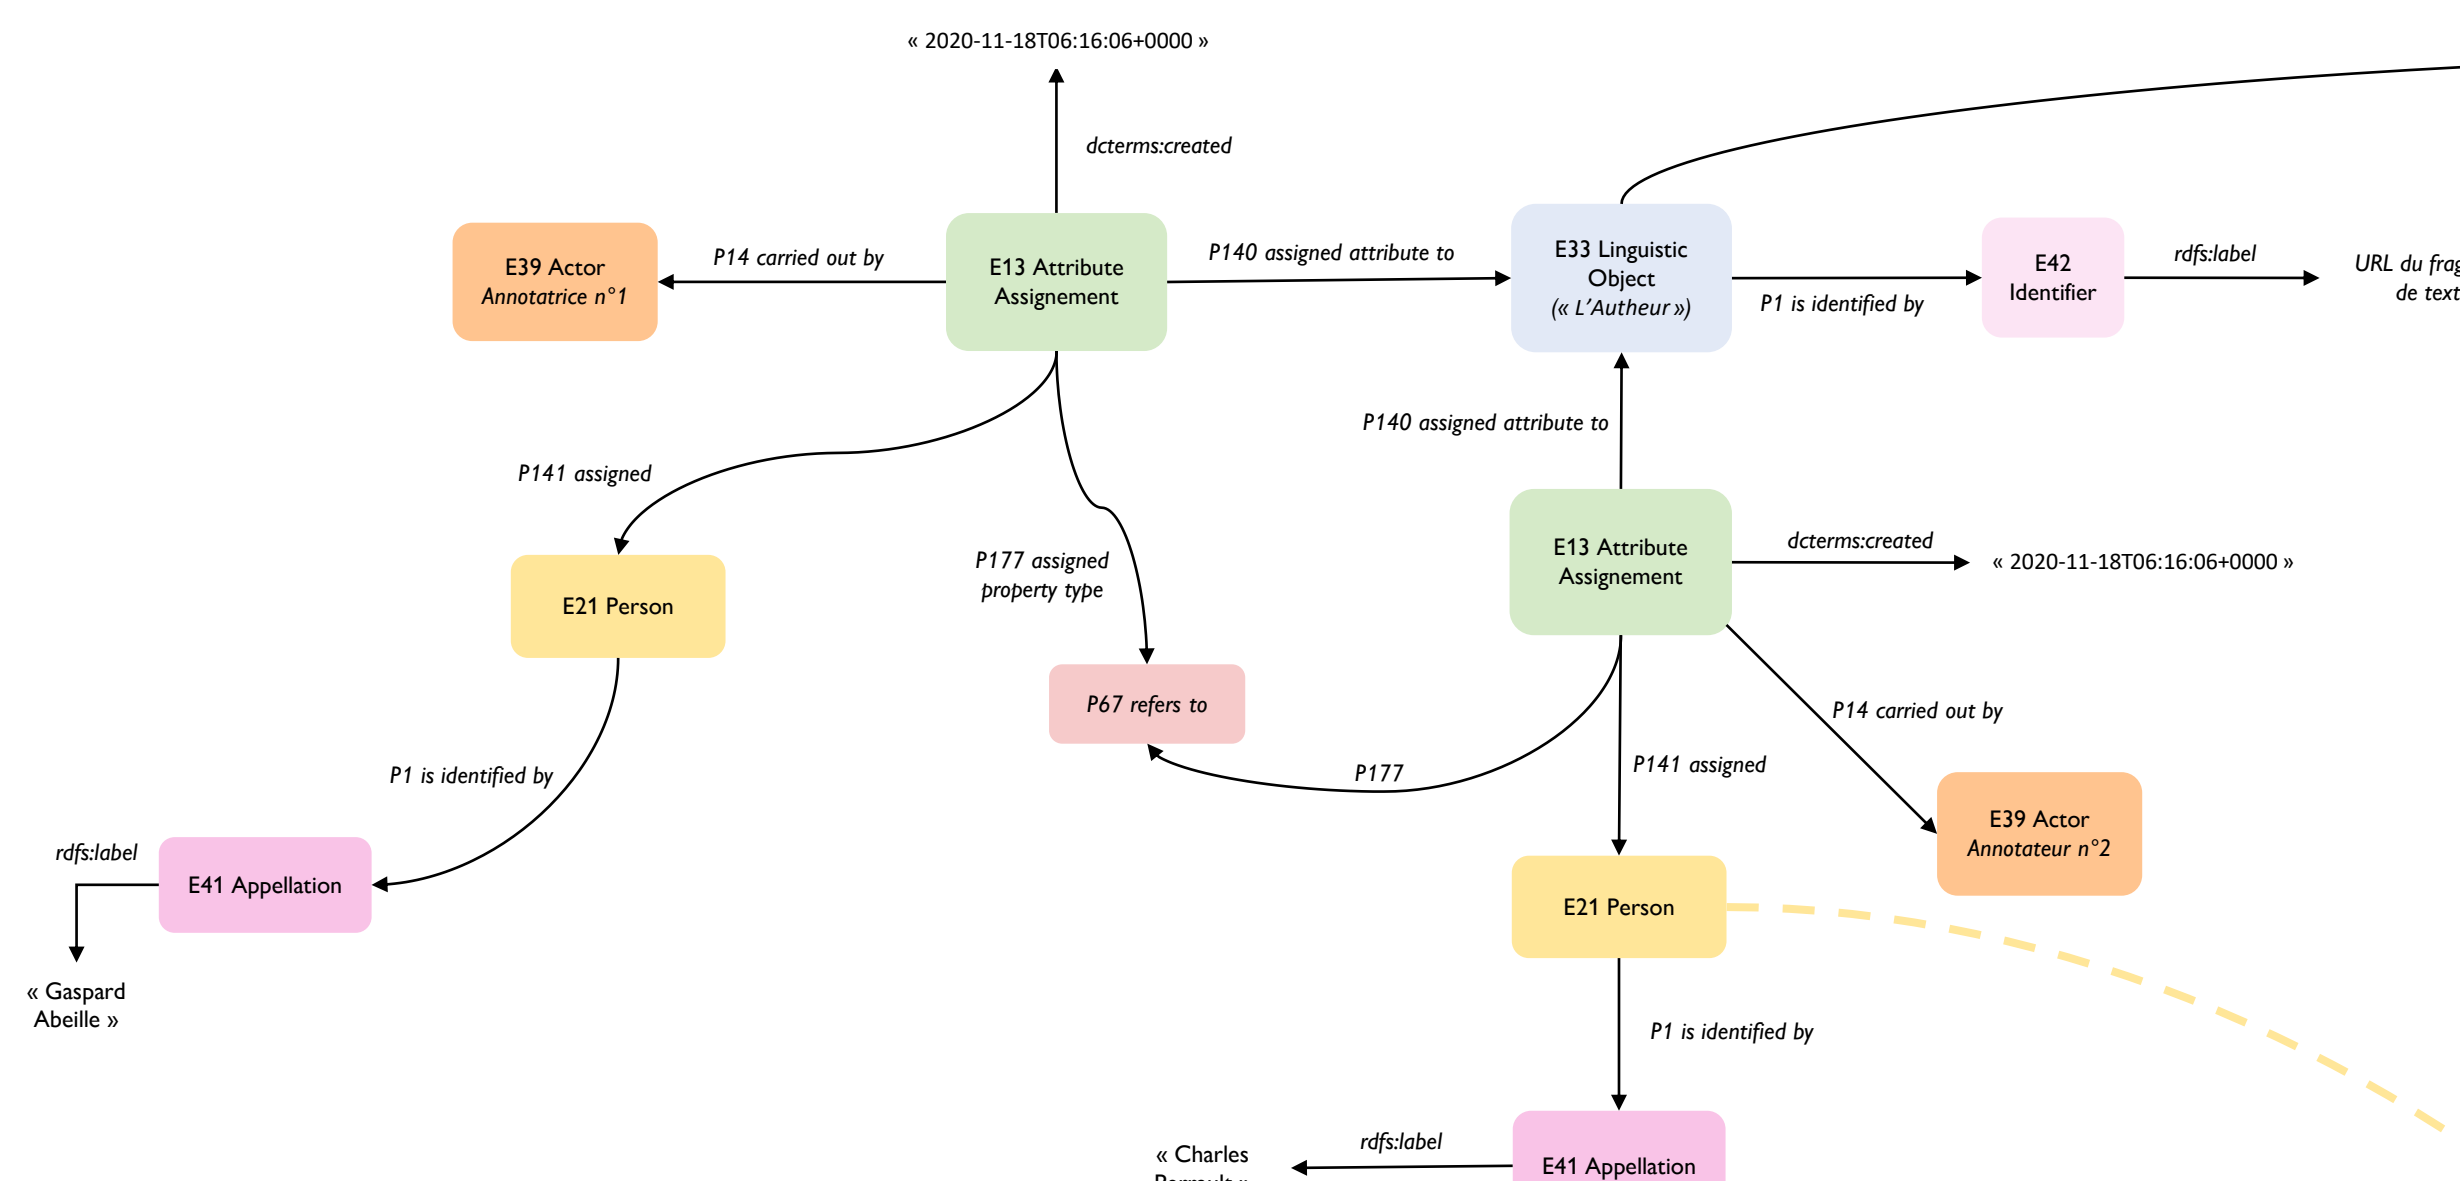 « 2020-11-18T06:16:06+0000 »
dcterms:created
E39 Actor
Annotatrice n°1
P14 carried out by
E13 Attribute
Assignement
P140 assigned attribute to
E33 Linguistic
Object
(« L'Autheur »)
P1 is identified by
E42
Identifier
rdfs:label
URL du
P140 assigned attribute to
P141 assigned
P177 assigned
property type
E21 Person
E13 Attribute
Assignement
dcterms:created
« 2020-11-18T06:16:06+0000 »
P67 refers to
P14 carried out by
P177
P141 assigned
P1 is identified by
E39 Actor
Annotateur n°2
rdfs:label
E41 Appellation
E21 Person
« Gaspard
Abeille »
P1 is identified by
rdfs:label
« Charles
E41 Appellation